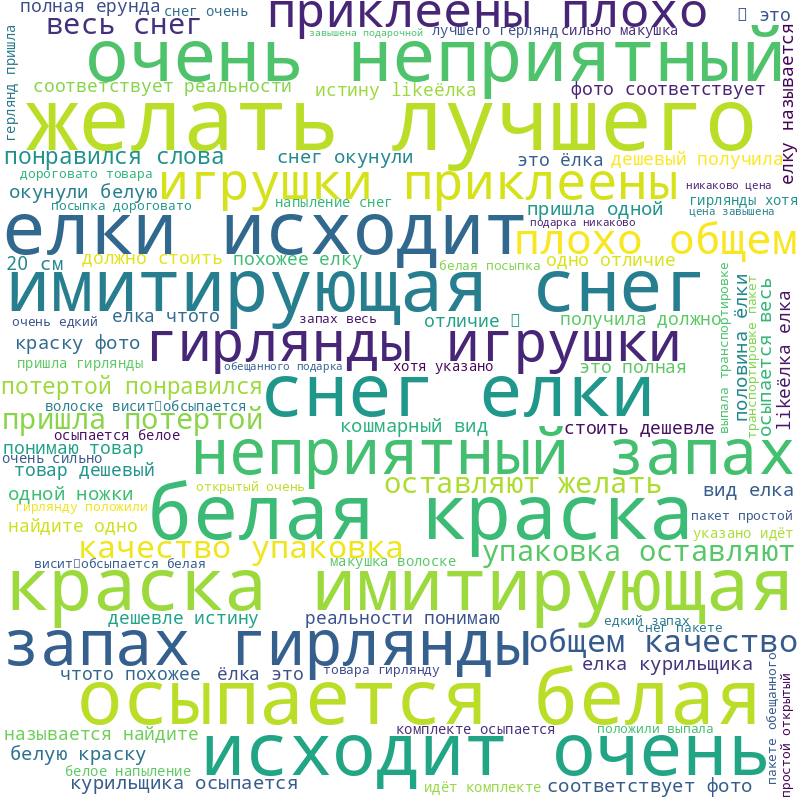 полная ерунда
снег очень
приклеены плохо
□ это
весь снег
завышена подарочной
лучшего герлянд
сильно макушка
очень неприятный
герлянд пришла
елку называется
соответствует реальности
истину likeёлка
фото соответствует
желать лучшего
понравился слова
снег окунули
это ёлка
дешевый получила
дороговато товара
окунули белую
игрушки приклеены
никаково цена
посыпка дороговато
напыление снег
пришла одной
гирлянды хотя
цена завышена
подарка никаково
елки исходит
плохо общем
20 см
должно стоить
похожее елку
белая посыпка
одно отличие
имитирующая снег
выпала транспортировке
транспортировке пакет
половина ёлки
осыпается весь
likeёлка елка
очень едкий
елка чтото
запах весь
отличие □
получила должно
краску фото
гирлянды игрушки
пришла гирлянды
обещанного подарка
хотя указано
это полная
потертой понравился
снег елки
волоске висит□обсыпается
пришла потертой
кошмарный вид
стоить дешевле
осыпается белое
понимаю товар
очень сильно
товар дешевый
неприятный запах
одной ножки
открытый очень
оставляют желать
вид елка
гирлянду положили
белая краска
пакет простой
найдите одно
указано идёт
качество упаковка
упаковка оставляют
висит□обсыпается белая
макушка волоске
краска имитирующая
дешевле истину
реальности понимаю
едкий запах
снег пакете
запах гирлянды
общем качество
елка курильщика
чтото похожее
ёлка это
товара гирлянду
пакете обещанного
простой открытый
осыпается белая
называется найдите
комплекте осыпается
положили выпала
белую краску
исходит очень
белое напыление
курильщика осыпается
идёт комплекте
соответствует фото